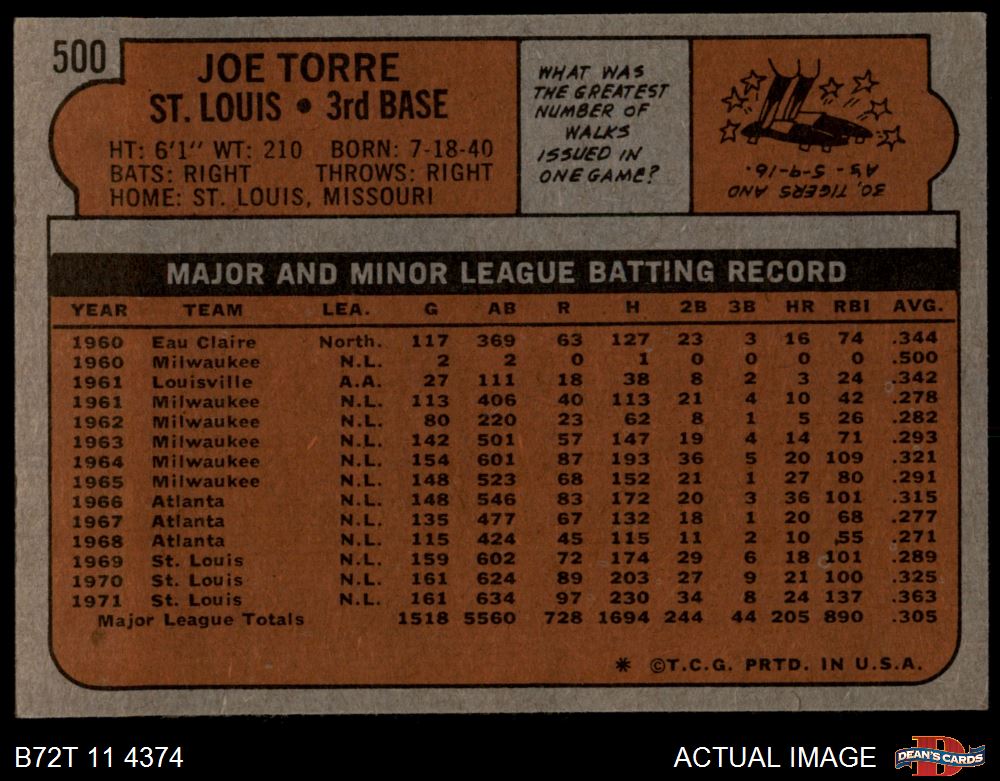 500
JOE TORRE
ST. LOUIS • 3rd BASE
HT: 6'1" WT: 210 BORN: 7-18-40
BATS: RIGHT THROWS: RIGHT
HOME: ST. LOUIS, MISSOURI
WHAT WAS
THE GREATEST
NUMBER OF
WALKS
ISSUED IN
ONE GAME?
30, TIGERS AND
A'S - 5-9-16.
MAJOR AND MINOR LEAGUE BATTING RECORD
YEAR TEAM LEA. G AB R H 2B 3B HR RBI AVG.
1960 Eau Claire North. 117 369 63 127 23 3 16 74 .344
1960 Milwaukee N.L. 2 2 0 1 0 0 0 0 .500
1961 Louisville A.A. 27 111 18 38 8 2 3 24 .342
1961 Milwaukee N.L. 113 406 40 113 21 4 10 42 .278
1962 Milwaukee N.L. 80 220 23 62 8 1 5 26 .282
1963 Milwaukee N.L. 142 501 57 147 19 4 14 71 .293
1964 Milwaukee N.L. 154 601 87 193 36 5 20 109 .321
1965 Milwaukee N.L. 148 523 68 152 21 1 27 80 .291
1966 Atlanta N.L. 148 546 83 172 20 3 36 101 .315
1967 Atlanta N.L. 135 477 67 132 18 1 20 68 .277
1968 Atlanta N.L. 115 424 45 115 11 2 10 55 .271
1969 St. Louis N.L. 159 602 72 174 29 6 18 101 .289
1970 St. Louis N.L. 161 624 89 203 27 9 21 100 .325
1971 St. Louis N.L. 161 634 97 230 34 8 24 137 .363
Major League Totals 1518 5560 728 1694 244 44 205 890 .305
* ©T.C.G. PRTD. IN U.S.A.
B72T 11 4374
ACTUAL IMAGE
D
DEAN'S CARDS